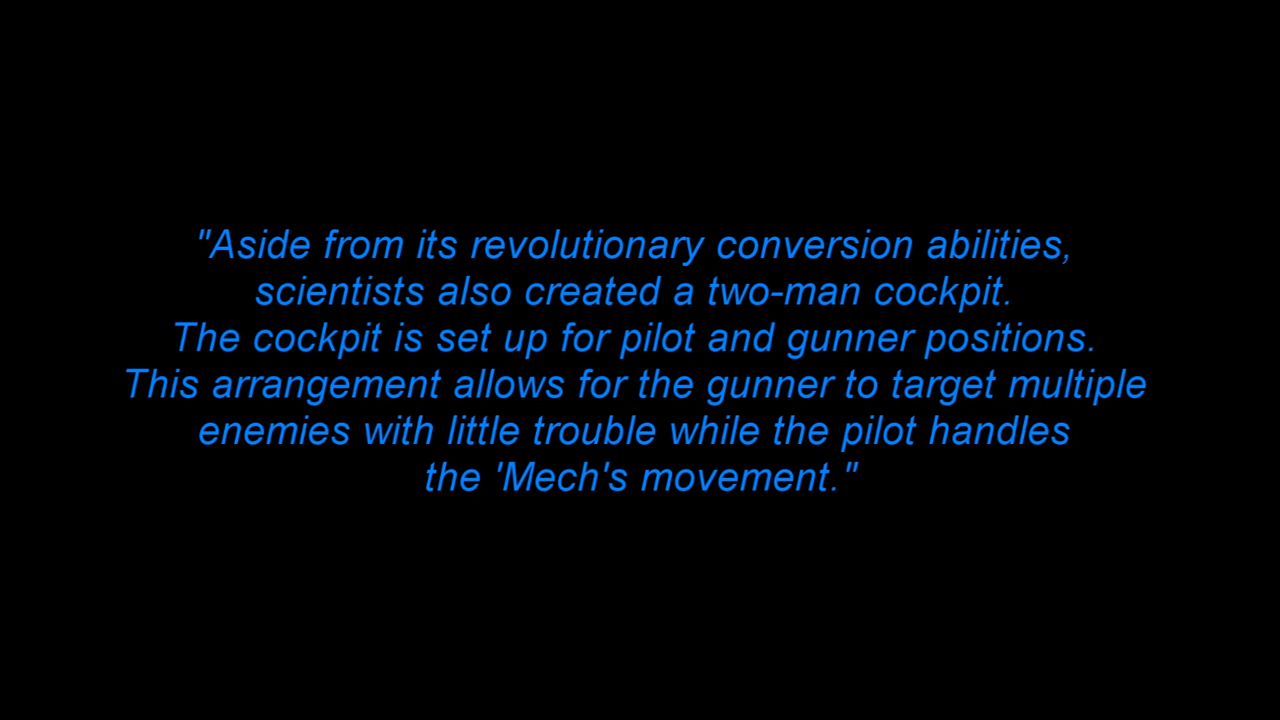 "Aside from its revolutionary conversion abilities,
scientists also created a two-man cockpit.
The cockpit is set up for pilot and gunner positions.
This arrangement allows for the gunner to target multiple
enemies with little trouble while the pilot handles
the 'Mech's movement."